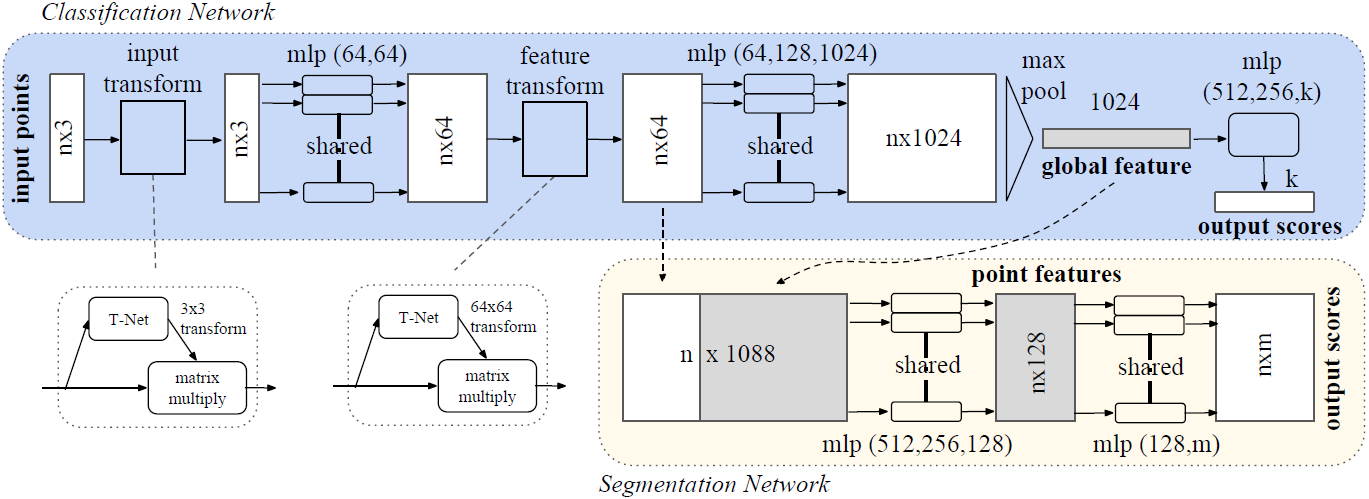 Classification Network
input points
nx3
input
transform
nx3
mlp (64,64)
shared
nx64
feature
transform
nx64
mlp (64,128,1024)
shared
nx1024
max
pool
1024
global feature
mlp
(512,256,k)
k
output scores
T-Net
3x3
transform
matrix
multiply
T-Net
64x64
transform
matrix
multiply
point features
n x 1088
shared
mlp (512,256,128)
nx128
shared
mlp (128,m)
nxm
output scores
Segmentation Network